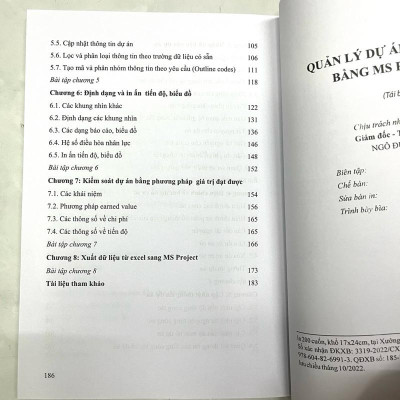 5.5. Cập nhật thông tin dự án 105
5.6. Lọc và phân loại thông tin theo trường dữ liệu có sẵn 111
5.7. Tạo mã và phân nhóm thông tin theo yêu cầu (Outline codes) 118
Bài tập chương 5
Chương 6: Định dạng và in ấn tiến độ, biểu đồ
6.1. Các khung nhìn khác 122
6.2. Định dạng các khung nhìn 131
6.3. Các dạng báo cáo, biểu đồ 139
6.4. Hệ số điều hòa nhân lực 141
6.5. In ấn tiến độ, biểu đồ 147
Bài tập chương 6 152
Chương 7: Kiểm soát dự án bằng phương pháp giá trị đạt được
7.1. Các khái niệm 154
7.2. Phương pháp earned value 156
7.3. Các thông số về chi phí 158
7.4. Các thông số về tiến độ 165
Bài tập chương 7 166
Chương 8: Xuất dữ liệu từ excel sang MS Project
Bài tập chương 8 173
Tài liệu tham khảo 183
186
QUẢN LÝ DỰ
BẰNG MS
(Tái
Chịu trách
Giám đốc -
NGÔ
Biên tập:
Chế bản:
Sửa bản in:
Trình bày bìa:
In 200 cuốn, khổ 17x24cm, tại Xưởng
Số xác nhận ĐKXB: 3319-2022/CX
978-604-82-6991-3. QĐXB số: 185-
lưu chiểu tháng 10/2022.